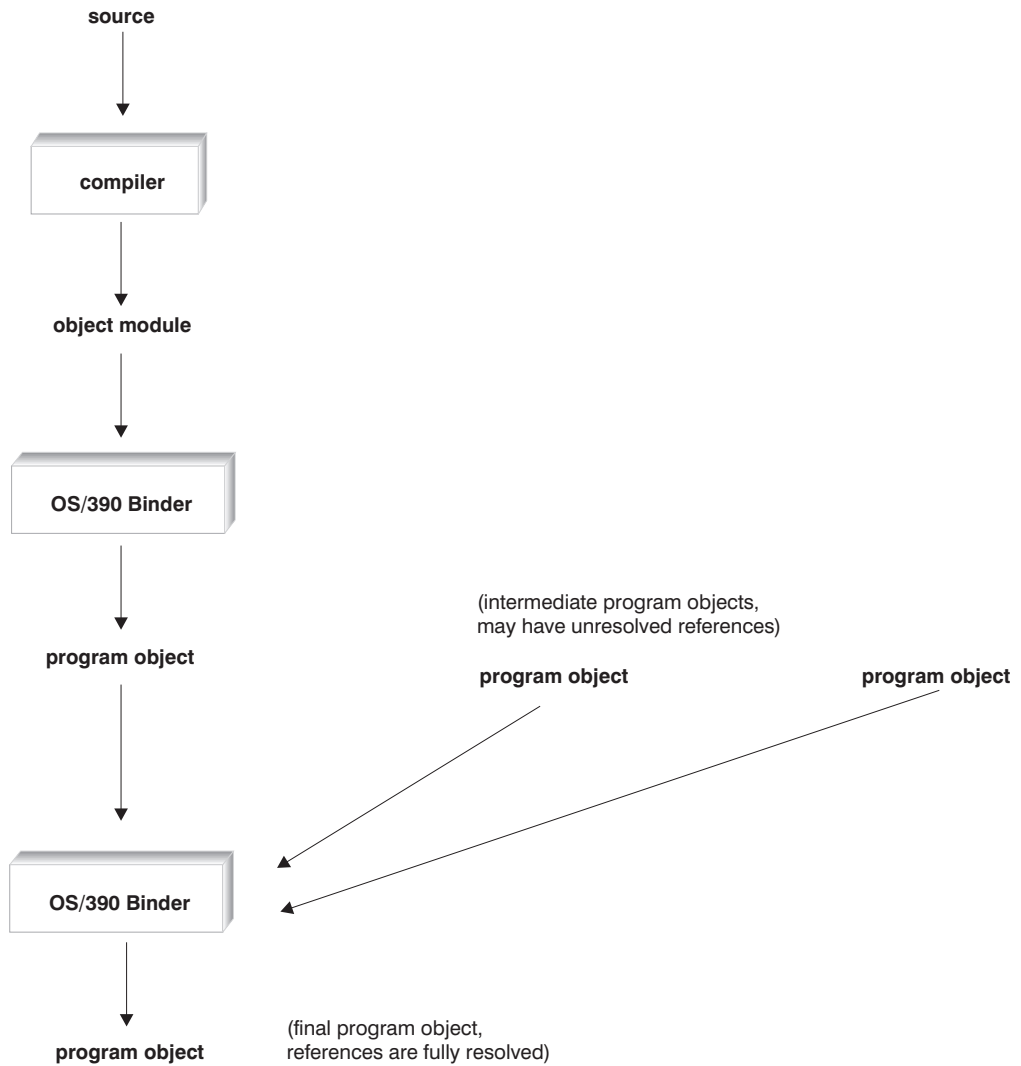 source
compiler
object module
OS/390 Binder
(intermediate program objects,
may have unresolved references)
program object
program object
program object
OS/390 Binder
(final program object,
references are fully resolved)
program object